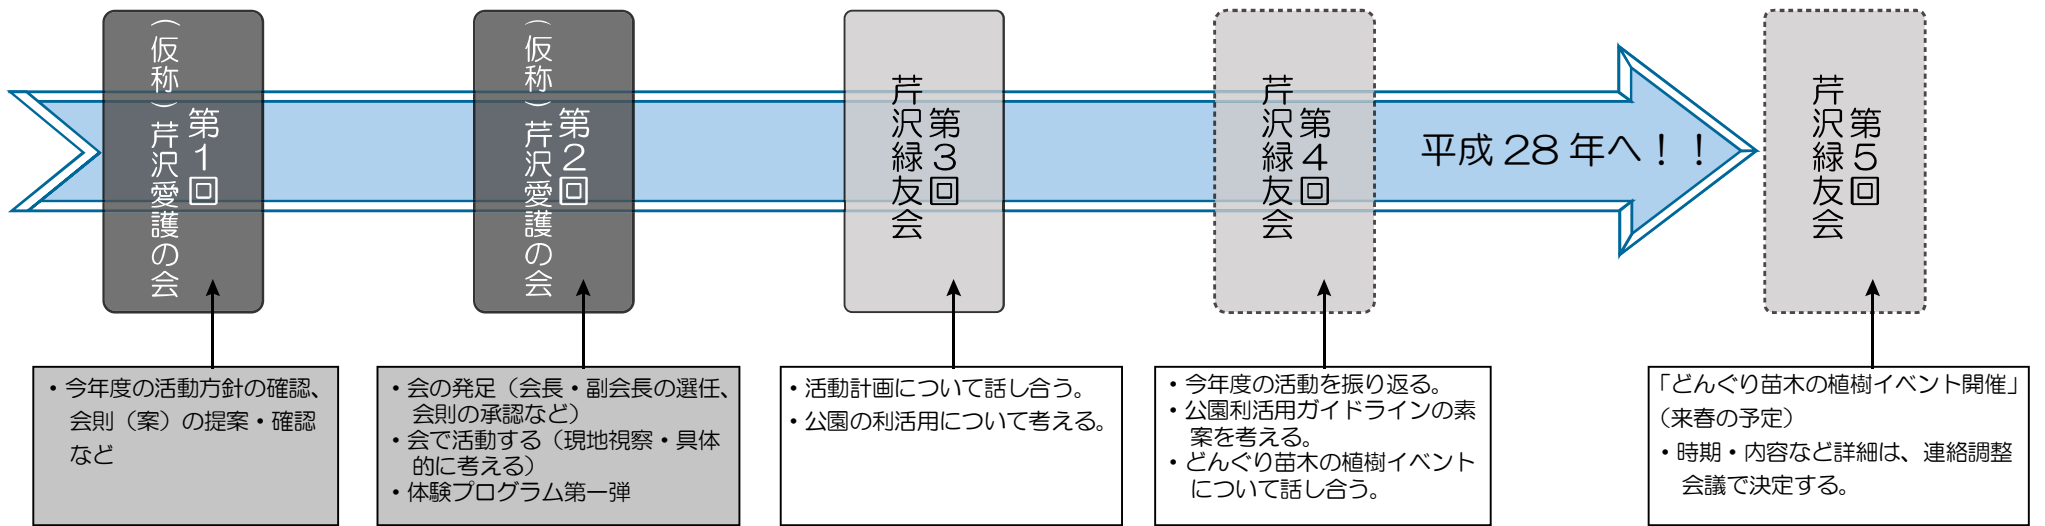 第1回
(仮称)芹沢愛護の会
第2回
(仮称)芹沢愛護の会
第3回
芹沢緑友会
第4回
芹沢緑友会
平成 28 年へ！！
第5回
芹沢緑友会
・今年度の活動方針の確認、
会則（案）の提案・確認
など
・会の発足（会長・副会長の選任、
会則の承認など）
・会で活動する（現地視察・具体
的に考える）
・体験プログラム第一弾
・活動計画について話し合う。
・公園の利活用について考える。
・今年度の活動を振り返る。
・公園利活用ガイドラインの素
案を考える。
・どんぐり苗木の植樹イベント
について話し合う。
「どんぐり苗木の植樹イベント開催」
（来春の予定）
・時期・内容など詳細は、連絡調整
会議で決定する。